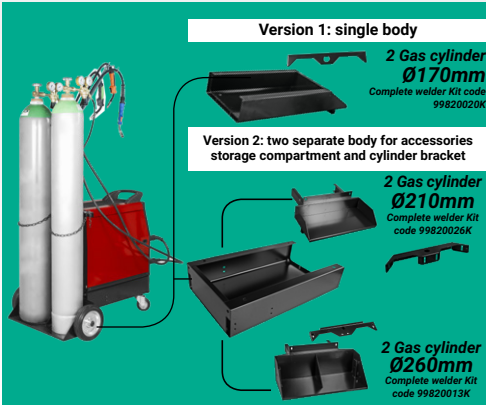 Version 1: single body
2 Gas cylinder
Ø170mm
Complete welder Kit code
99820020K
Version 2: two separate body for accessories
storage compartment and cylinder bracket
2 Gas cylinder
Ø210mm
Complete welder Kit
code 99820026K
2 Gas cylinder
Ø260mm
Complete welder Kit
code 99820013K